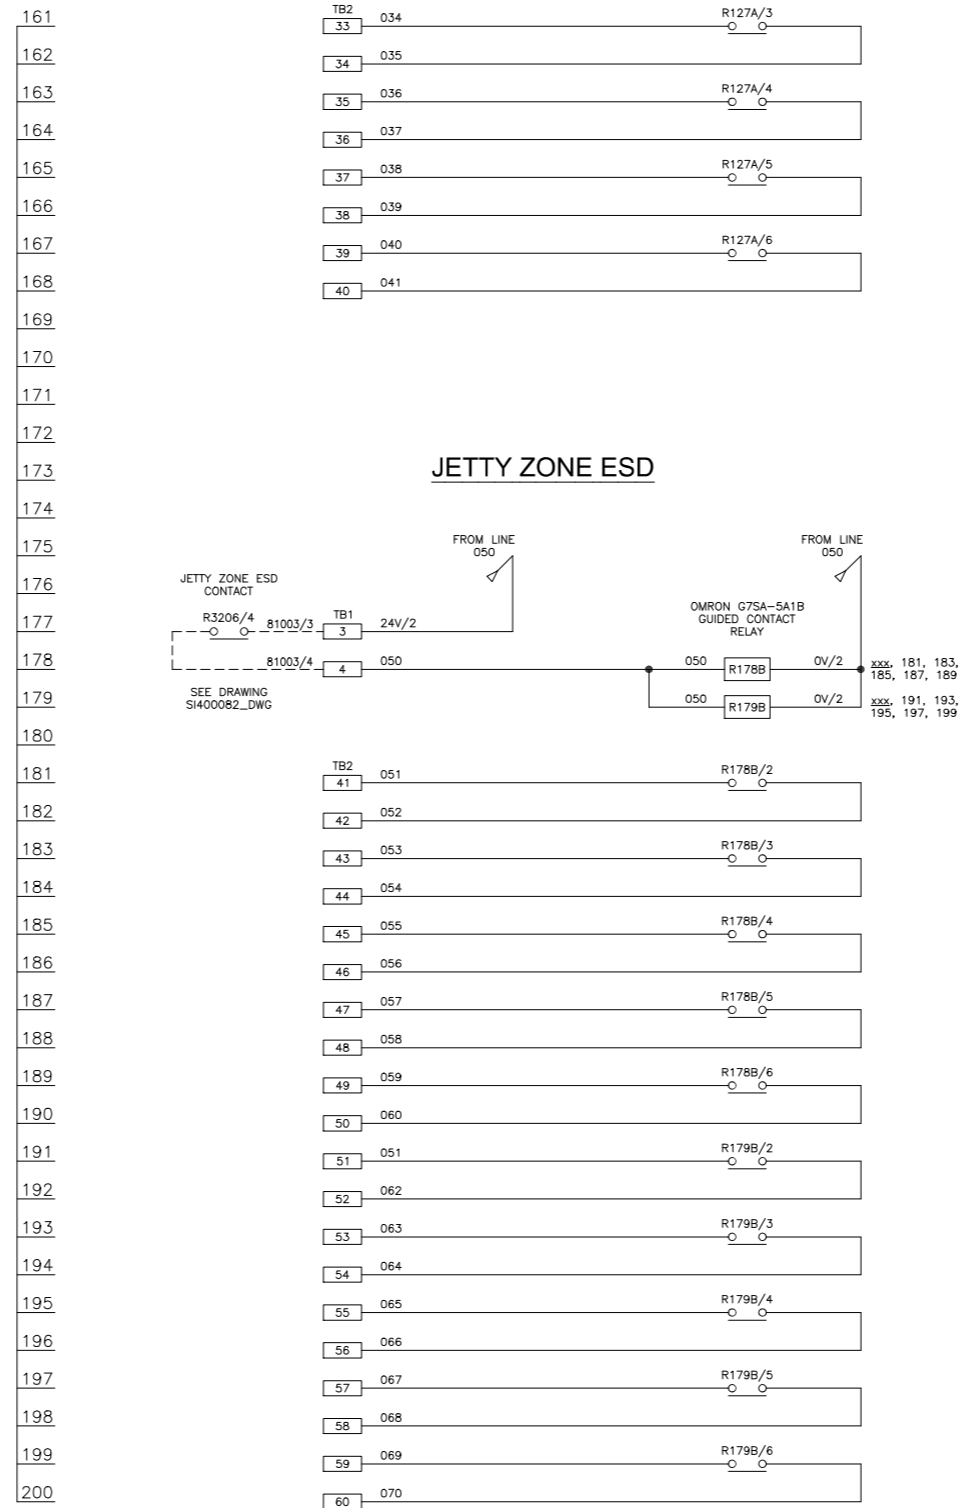 161 TB2 33 034 R127A/3
162 34 035
163 35 036 R127A/4
164 36 037
165 37 038 R127A/5
166 38 039
167 39 040 R127A/6
168 40 041
169
170
171
172
173 JETTY ZONE ESD
174
175 FROM LINE 050 FROM LINE 050
176 JETTY ZONE ESD CONTACT
OMRON G7SA-5A1B
GUIDED CONTACT
RELAY
177 R3206/4 81003/3 TB1 3 24V/2
178 81003/4 4 050 050 R178B 0V/2 xxx, 181, 183, 185, 187, 189
179 SEE DRAWING SI400082_DWG 050 R179B 0V/2 xxx, 191, 193, 195, 197, 199
180
181 TB2 41 051 R178B/2
182 42 052
183 43 053 R178B/3
184 44 054
185 45 055 R178B/4
186 46 056
187 47 057 R178B/5
188 48 058
189 49 059 R178B/6
190 50 060
191 51 051 R179B/2
192 52 062
193 53 063 R179B/3
194 54 064
195 55 065 R179B/4
196 56 066
197 57 067 R179B/5
198 58 068
199 59 069 R179B/6
200 60 070